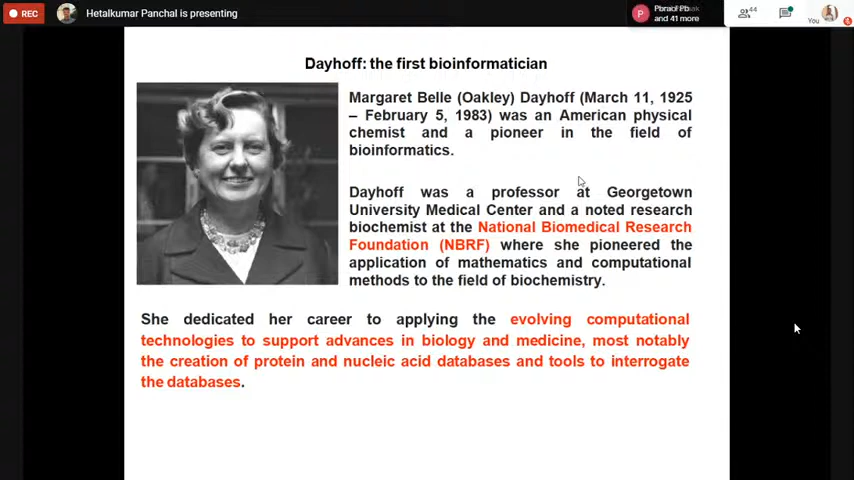 REC
Hetalkumar Panchal is presenting
P
and 41 more
44
You
Dayhoff: the first bioinformatician
Margaret Belle (Oakley) Dayhoff (March 11, 1925
– February 5, 1983) was an American physical
chemist and a pioneer in the field of
bioinformatics.
Dayhoff was a professor at Georgetown
University Medical Center and a noted research
biochemist at the National Biomedical Research
Foundation (NBRF) where she pioneered the
application of mathematics and computational
methods to the field of biochemistry.
She dedicated her career to applying the evolving computational
technologies to support advances in biology and medicine, most notably
the creation of protein and nucleic acid databases and tools to interrogate
the databases.